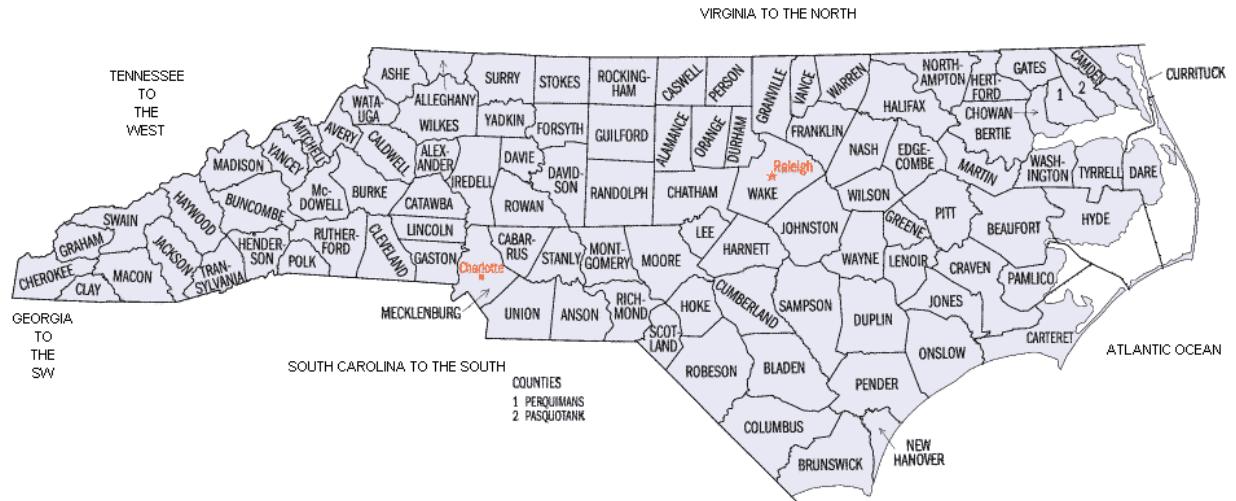 VIRGINIA TO THE NORTH
TENNESSEE
TO
THE
WEST
ASHE
ALLEGHANY
SURRY
STOKES
ROCKING-
HAM
CASWELL
PERSON
GRANVILLE
VANCE
WARREN
NORTH-
AMPTON
HERT-
FORD
GATES
CAMDEN
CURRITUCK
WATA-
UGA
WILKES
YADKIN
FORSYTH
GUILFORD
ALAMANCE
ORANGE
DURHAM
FRANKLIN
HALIFAX
CHOWAN
BERTIE
1
2
MITCHELL
AVERY
CALDWELL
ALEX-
ANDER
DAVIE
DAVID-
SON
NASH
EDGE-
COMBE
MARTIN
WASH-
INGTON
TYRRELL
DARE
MADISON
YANCEY
Mc-
DOWELL
BURKE
IREDELL
CATAWBA
ROWAN
RANDOLPH
CHATHAM
Raleigh
WAKE
WILSON
PITT
BEAUFORT
HYDE
SWAIN
HAYWOOD
BUNCOMBE
RUTHER-
FORD
CLEVELAND
LINCOLN
GASTON
CABAR-
RUS
STANLY
MONT-
GOMERY
MOORE
LEE
HARNETT
JOHNSTON
GREENE
WAYNE
LENOIR
CRAVEN
PAMLICO
GRAHAM
CHEROKEE
CLAY
MACON
JACKSON
TRAN-
SYLVANIA
HENDER-
SON
POLK
Charlotte
MECKLENBURG
UNION
ANSON
RICH-
MOND
SCOT-
LAND
HOKE
CUMBERLAND
SAMPSON
DUPLIN
JONES
ONSLOW
CARTERET
GEORGIA
TO
THE
SW
SOUTH CAROLINA TO THE SOUTH
ATLANTIC OCEAN
ROBESON
BLADEN
PENDER
COUNTIES
1 PERQUIMANS
2 PASQUOTANK
COLUMBUS
BRUNSWICK
NEW
HANOVER